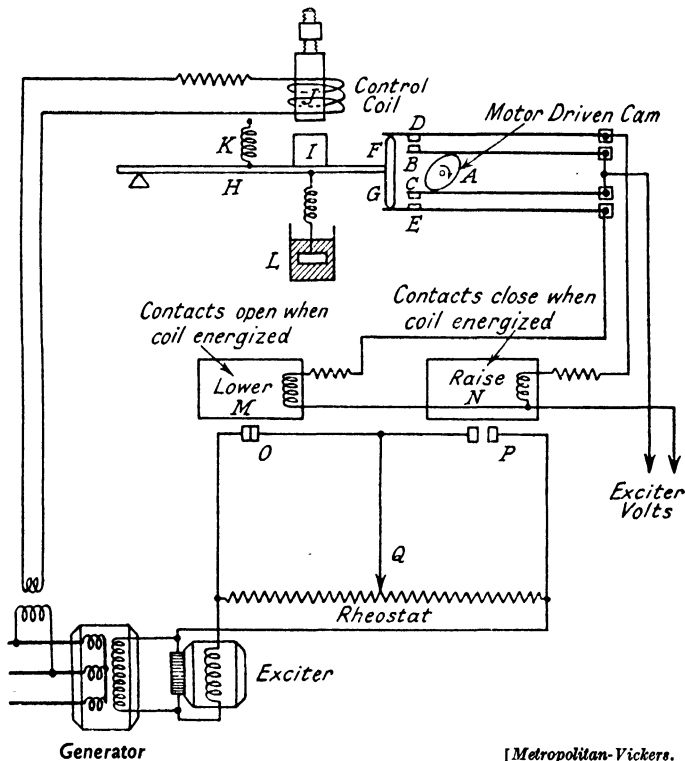 J
Control
Coil
Motor Driven Cam
K
I
D
F
B
A
H
G
C
E
L
Contacts open when
coil energized
Contacts close when
coil energized
Lower
M
Raise
N
O
P
Exciter
Volts
Q
Rheostat
Exciter
Generator
[Metropolitan-Vickers.